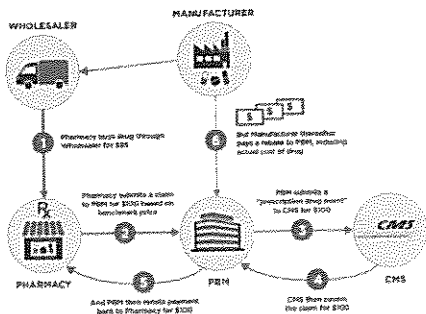 MANUFACTURER
WHOLESALER
$ $ $
1
Pharmacy buys drug through
Wholesaler for $85
6
But Manufacturer thereafter
pays a rebate to PBM, reducing
actual cost of drug
Pharmacy submits a claim
to PBM for $100 based on
benchmark price
PBM submits a
"prescription drug event"
to CMS for $100
Rx
2
3
CMS
PHARMACY
5
PBM
4
CMS
And PBM then remits payment
back to Pharmacy for $100
CMS then
the claim for $100